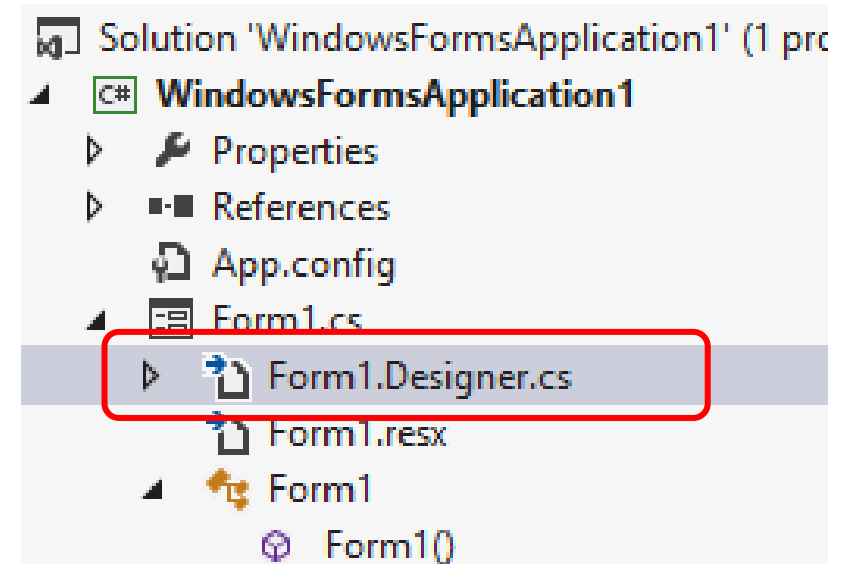 Solution 'WindowsFormsApplication1' (1 pro
C# WindowsFormsApplication1
Properties
References
App.config
Form1.cs
Form1.Designer.cs
Form1.resx
Form1
Form1()